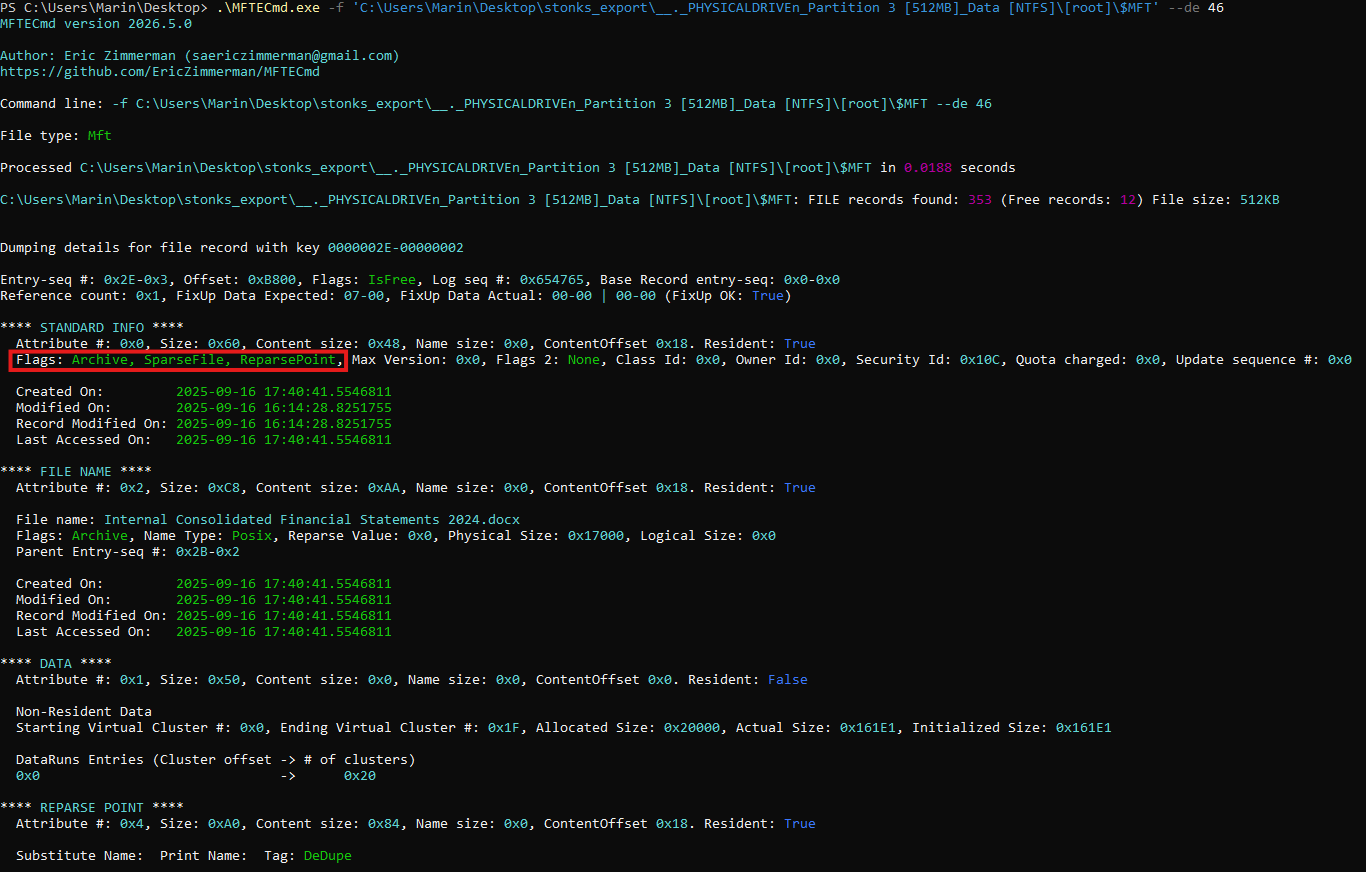 PS C:\Users\Marin\Desktop> .\MFTECmd.exe -f 'C:\Users\Marin\Desktop\stonks_export\__._PHYSICALDRIVEn_Partition 3 [512MB]_Data [NTFS]\[root]\$MFT' --de 46
MFTECmd version 2026.5.0
Author: Eric Zimmerman (saericzimmerman@gmail.com)
https://github.com/EricZimmerman/MFTECmd
Command line: -f C:\Users\Marin\Desktop\stonks_export\__._PHYSICALDRIVEn_Partition 3 [512MB]_Data [NTFS]\[root]\$MFT --de 46
File type: Mft
Processed C:\Users\Marin\Desktop\stonks_export\__._PHYSICALDRIVEn_Partition 3 [512MB]_Data [NTFS]\[root]\$MFT in 0.0188 seconds
C:\Users\Marin\Desktop\stonks_export\__._PHYSICALDRIVEn_Partition 3 [512MB]_Data [NTFS]\[root]\$MFT: FILE records found: 353 (Free records: 12) File size: 512KB
Dumping details for file record with key 0000002E-00000002
Entry-seq #: 0x2E-0x3, Offset: 0xB800, Flags: IsFree, Log seq #: 0x654765, Base Record entry-seq: 0x0-0x0
Reference count: 0x1, FixUp Data Expected: 07-00, FixUp Data Actual: 00-00 | 00-00 (FixUp OK: True)
**** STANDARD INFO ****
Attribute #: 0x0, Size: 0x60, Content size: 0x48, Name size: 0x0, ContentOffset 0x18. Resident: True
Flags: Archive, SparseFile, ReparsePoint, Max Version: 0x0, Flags 2: None, Class Id: 0x0, Owner Id: 0x0, Security Id: 0x10C, Quota charged: 0x0, Update sequence #: 0x0
Created On: 2025-09-16 17:40:41.5546811
Modified On: 2025-09-16 16:14:28.8251755
Record Modified On: 2025-09-16 16:14:28.8251755
Last Accessed On: 2025-09-16 17:40:41.5546811
**** FILE NAME ****
Attribute #: 0x2, Size: 0xC8, Content size: 0xAA, Name size: 0x0, ContentOffset 0x18. Resident: True
File name: Internal Consolidated Financial Statements 2024.docx
Flags: Archive, Name Type: Posix, Reparse Value: 0x0, Physical Size: 0x17000, Logical Size: 0x0
Parent Entry-seq #: 0x2B-0x2
Created On: 2025-09-16 17:40:41.5546811
Modified On: 2025-09-16 17:40:41.5546811
Record Modified On: 2025-09-16 17:40:41.5546811
Last Accessed On: 2025-09-16 17:40:41.5546811
**** DATA ****
Attribute #: 0x1, Size: 0x50, Content size: 0x0, Name size: 0x0, ContentOffset 0x0. Resident: False
Non-Resident Data
Starting Virtual Cluster #: 0x0, Ending Virtual Cluster #: 0x1F, Allocated Size: 0x20000, Actual Size: 0x161E1, Initialized Size: 0x161E1
DataRuns Entries (Cluster offset -> # of clusters)
0x0 -> 0x20
**** REPARSE POINT ****
Attribute #: 0x4, Size: 0xA0, Content size: 0x84, Name size: 0x0, ContentOffset 0x18. Resident: True
Substitute Name: Print Name: Tag: DeDupe